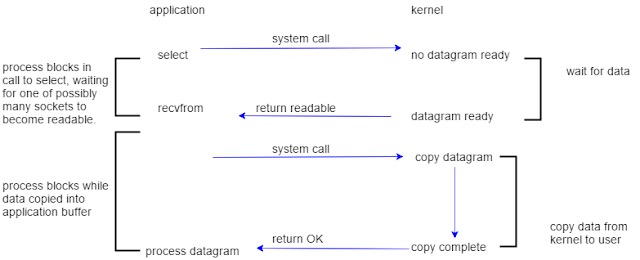 application
kernel
system call
select
no datagram ready
process blocks in
call to select, waiting
for one of possibly
many sockets to
become readable.
wait for data
recvfrom
return readable
datagram ready
system call
copy datagram
process blocks while
data copied into
application buffer
copy data from
kernel to user
return OK
process datagram
copy complete